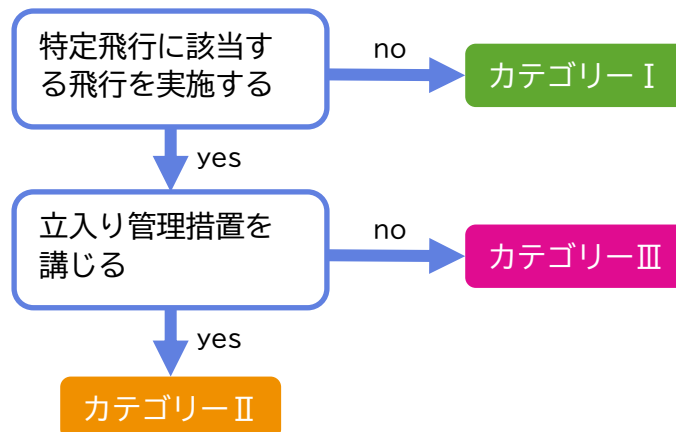 特定飛行に該当す
る飛行を実施する
no
カテゴリーⅠ
yes
立入り管理措置を
講じる
no
カテゴリーⅢ
yes
カテゴリーⅡ